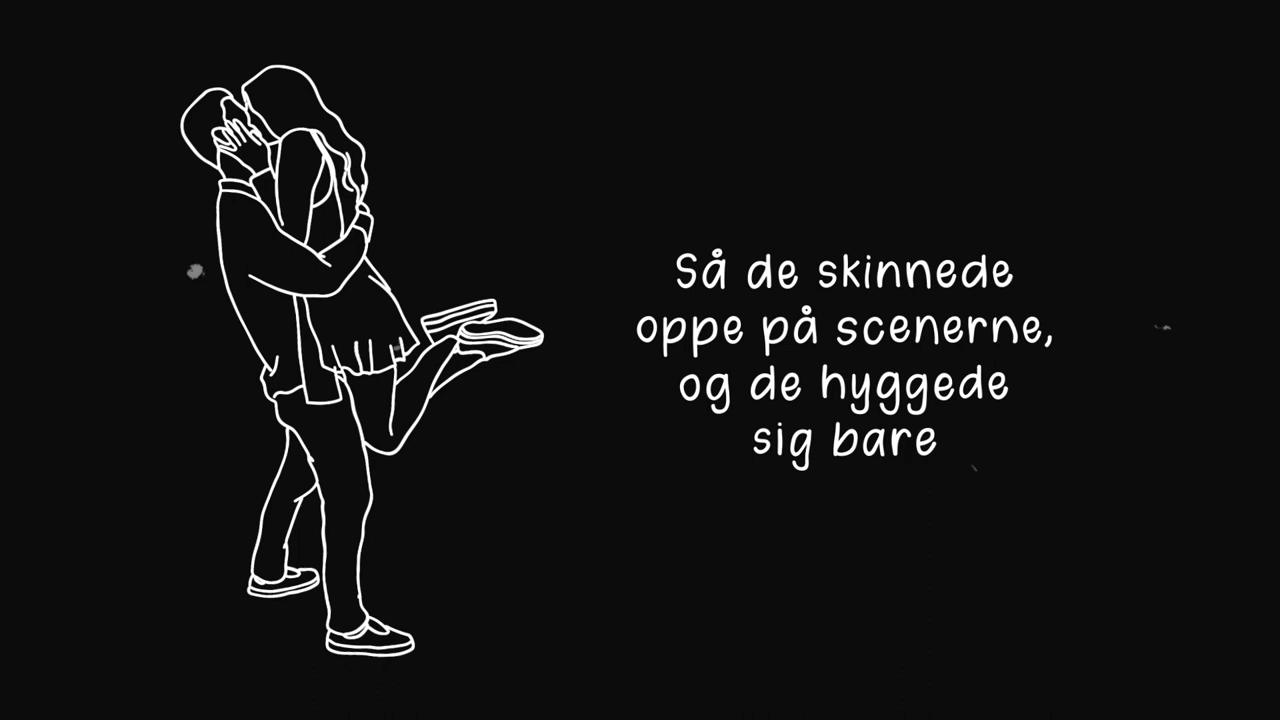 Så de skinnede
oppe på scenerne,
og de hyggede
sig bare